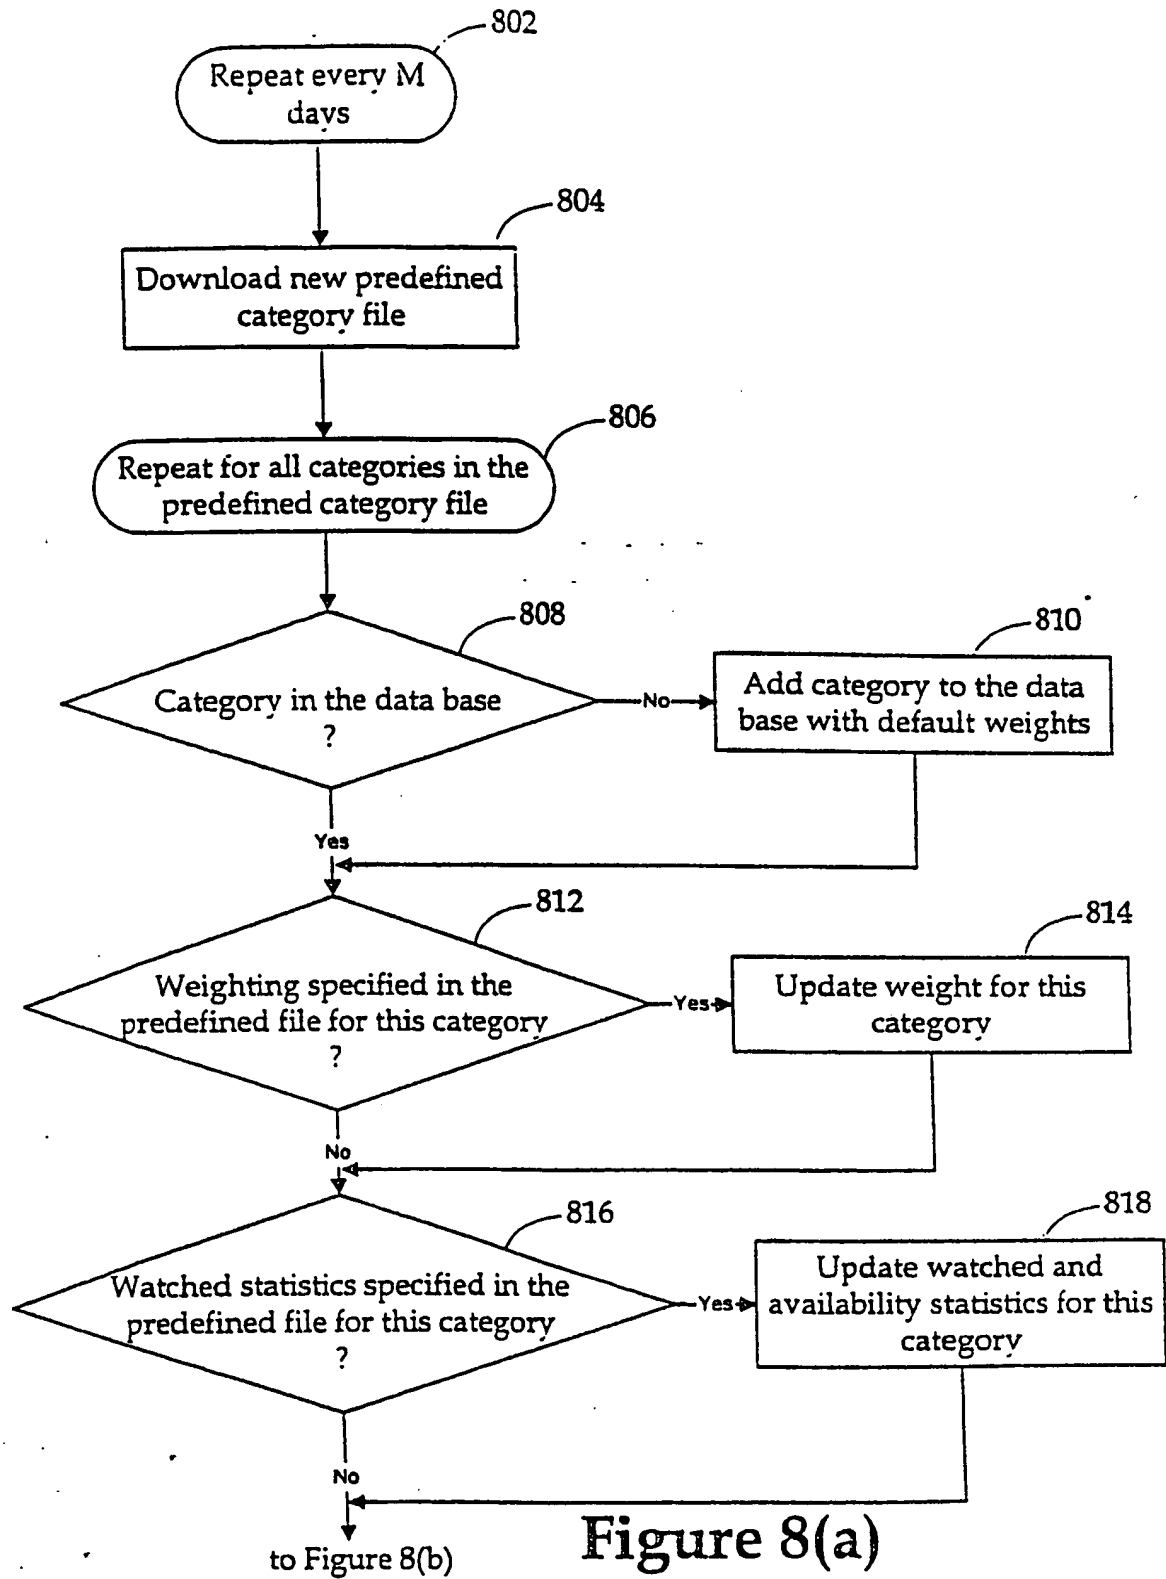 802
Repeat every M
days
804
Download new predefined
category file
806
Repeat for all categories in the
predefined category file
808
Category in the data base
?
No
810
Add category to the data
base with default weights
Yes
812
Weighting specified in the
predefined file for this category
?
Yes
814
Update weight for this
category
No
816
Watched statistics specified in the
predefined file for this category
?
Yes
818
Update watched and
availability statistics for this
category
No
to Figure 8(b)
Figure 8(a)